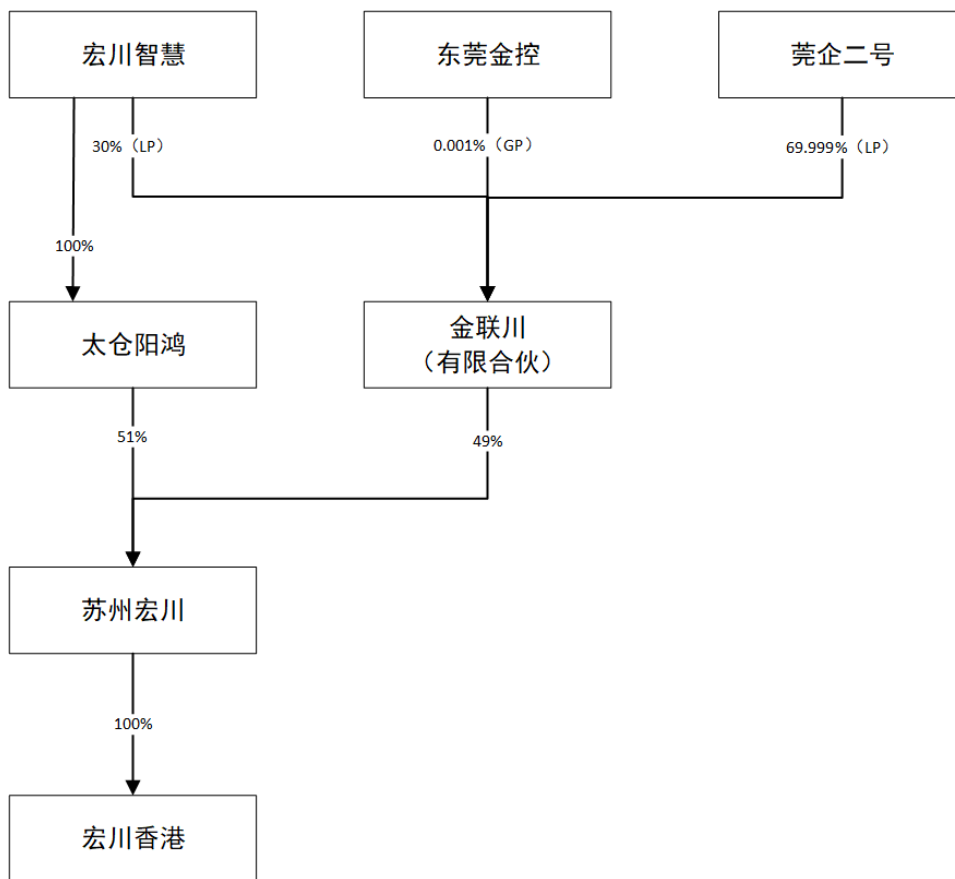 宏川智慧
东莞金控
莞企二号
30%（LP）
0.001%（GP）
69.999%（LP）
100%
太仓阳鸿
金联川
（有限合伙）
51%
49%
苏州宏川
100%
宏川香港